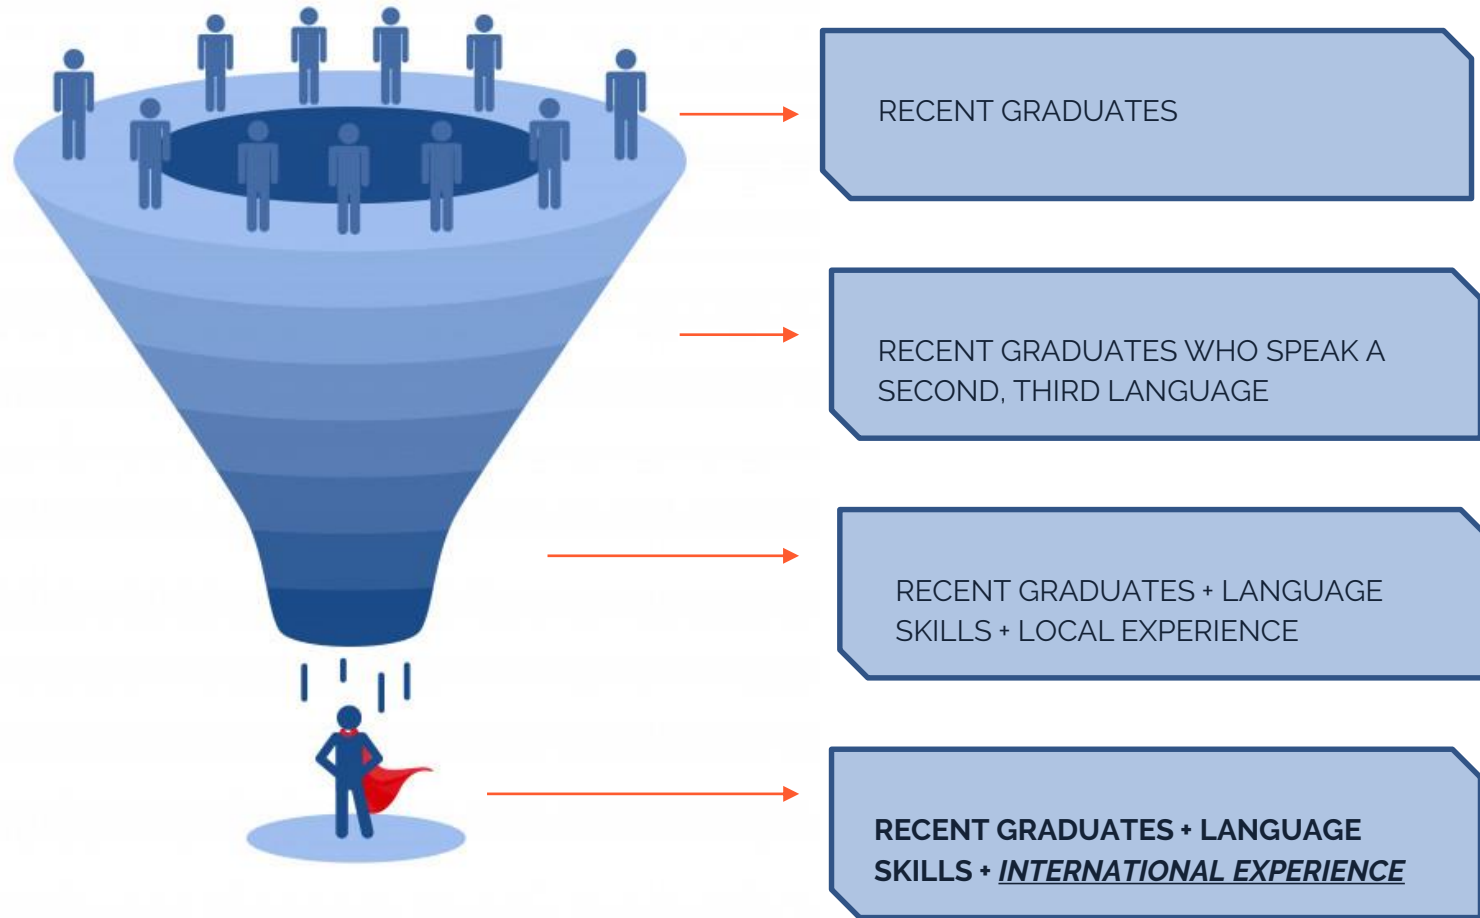 RECENT GRADUATES
RECENT GRADUATES WHO SPEAK A
SECOND, THIRD LANGUAGE
RECENT GRADUATES + LANGUAGE
SKILLS + LOCAL EXPERIENCE
RECENT GRADUATES + LANGUAGE
SKILLS + INTERNATIONAL EXPERIENCE